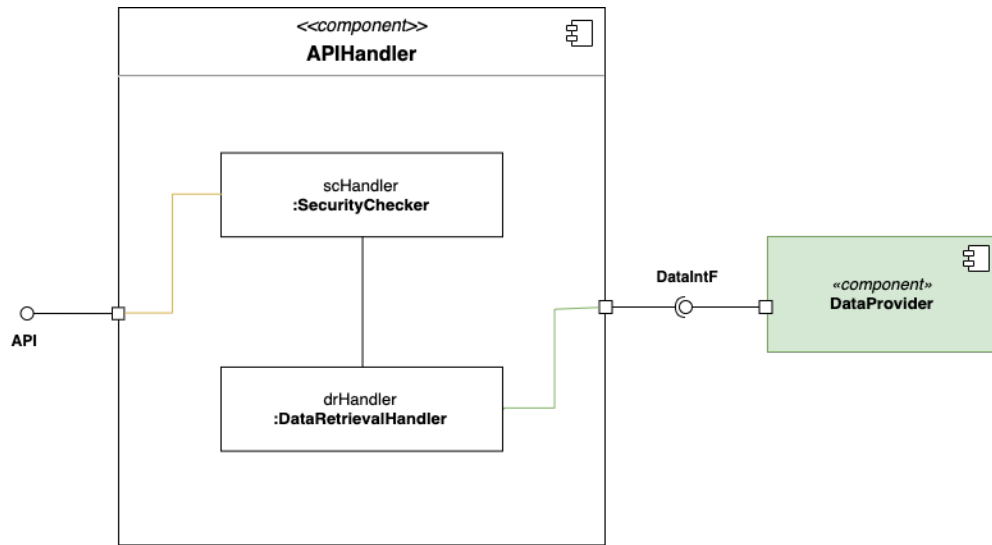 <<component>>
APIHandler
scHandler
:SecurityChecker
API
DataIntF
«component»
DataProvider
drHandler
:DataRetrievalHandler